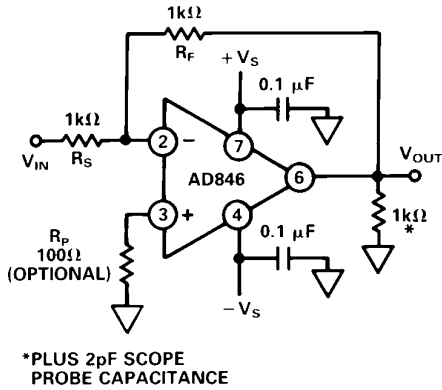 1kΩ
RF
+VS
0.1 µF
1kΩ
VIN
RS
2
−
7
AD846
6
VOUT
3
+
4
RP
100Ω
(OPTIONAL)
0.1 µF
1kΩ
*
−VS
*PLUS 2pF SCOPE
PROBE CAPACITANCE